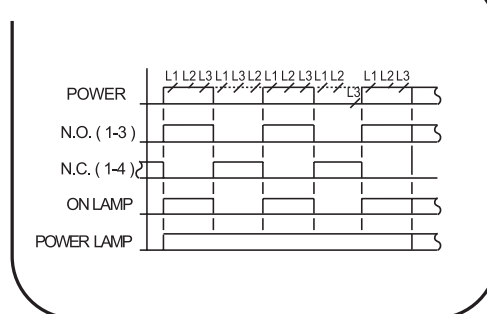 L1 L2 L3 L1 L3 L2 L1 L2 L3 L1 L2 L1 L2 L3
POWER L3
N.O. ( 1-3 )
N.C. ( 1-4 )
ON LAMP
POWER LAMP